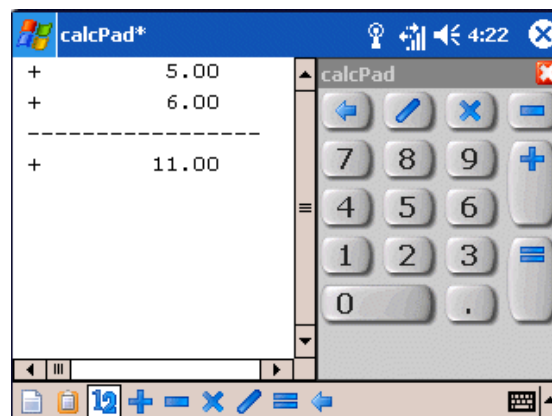 calcPad*
4:22
+ 5.00
+ 6.00
-----------------
+ 11.00
calcPad
7 8 9
4 5 6
1 2 3
0 .
12